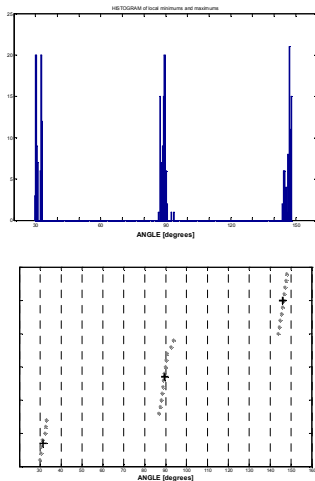 HISTOGRAM of local minimums and maximums
25
20
15
10
5
0
30 60 90 120 150
ANGLE [degrees]
30 40 50 60 70 80 90 100 110 120 130 140 150 160
ANGLE [degrees]